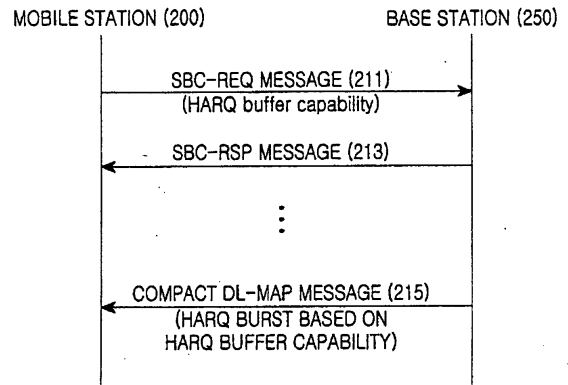 MOBILE STATION (200)
BASE STATION (250)
SBC-REQ MESSAGE (211)
(HARQ buffer capability)
SBC-RSP MESSAGE (213)
COMPACT DL-MAP MESSAGE (215)
(HARQ BURST BASED ON
HARQ BUFFER CAPABILITY)